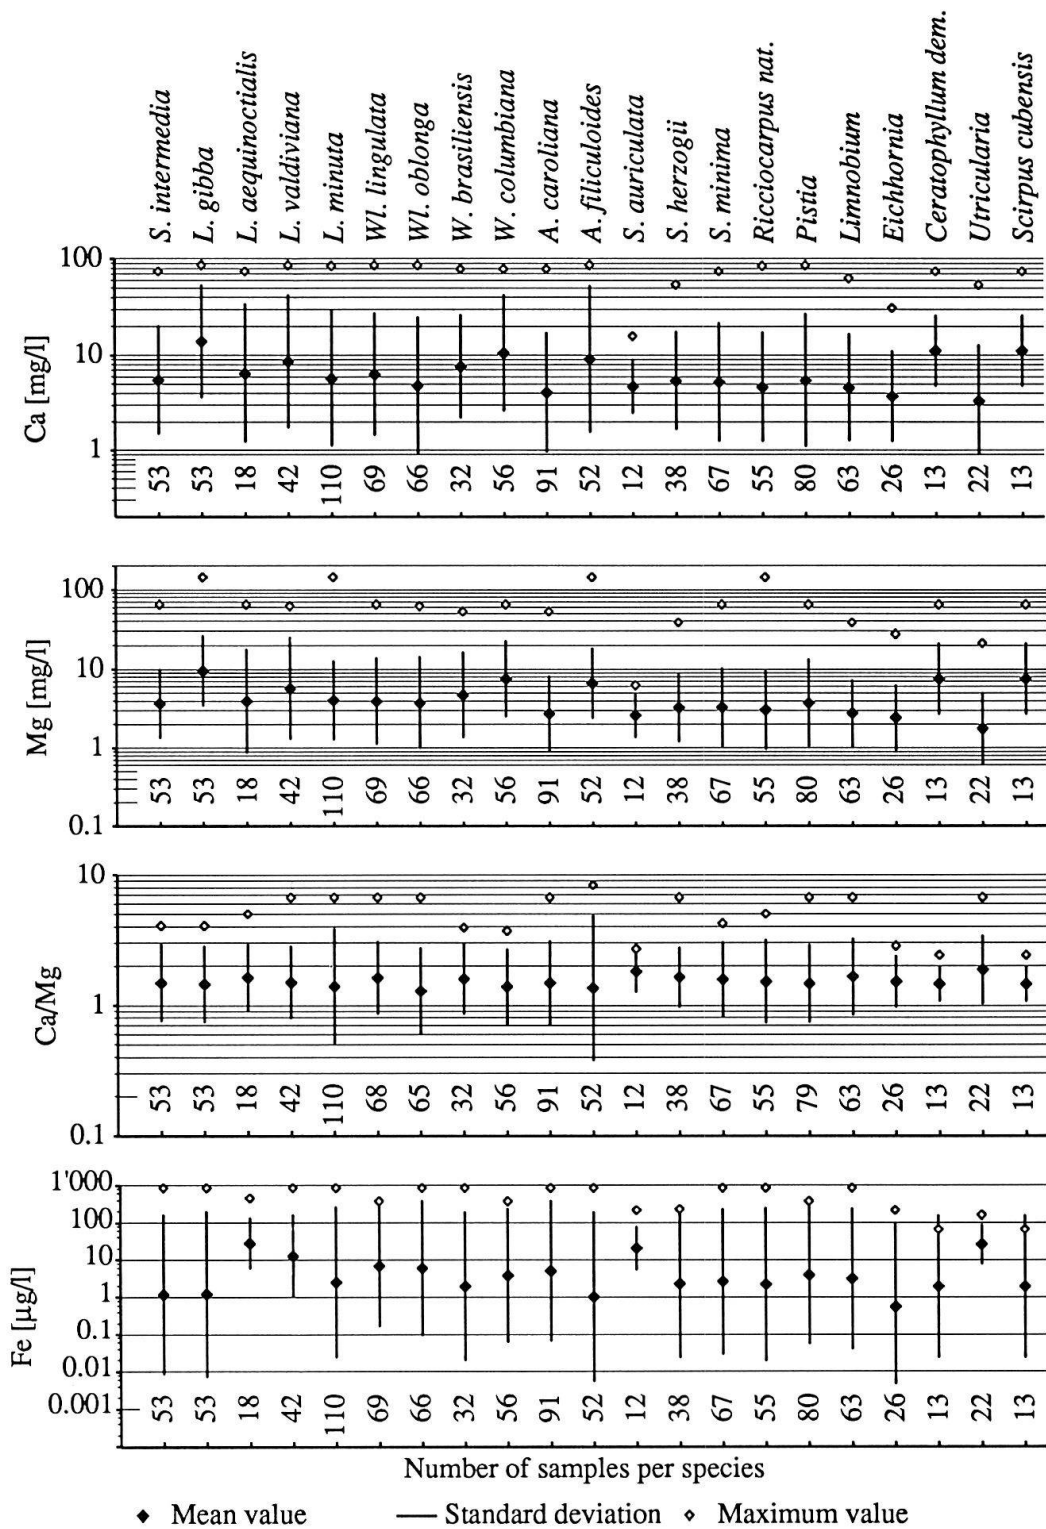 S. intermedia
L. gibba
L. aequinoctialis
L. valdiviana
L. minuta
Wl. lingulata
Wl. oblonga
W. brasiliensis
W. columbiana
A. caroliana
A. filiculoides
S. auriculata
S. herzogii
S. minima
Ricciocarpus nat.
Pistia
Limnobium
Eichhornia
Ceratophyllum dem.
Utricularia
Scirpus cubensis
Ca [mg/l]
100
10
1
53 53 18 42 110 69 66 32 56 91 52 12 38 67 55 80 63 26 13 22 13
Mg [mg/l]
100
10
1
0.1
53 53 18 42 110 69 66 32 56 91 52 12 38 67 55 80 63 26 13 22 13
Ca/Mg
10
1
0.1
53 53 18 42 110 68 65 32 56 91 52 12 38 67 55 79 63 26 13 22 13
Fe [µg/l]
1'000
100
10
1
0.1
0.01
0.001
53 53 18 42 110 69 66 32 56 91 52 12 38 67 55 80 63 26 13 22 13
Number of samples per species
Mean value Standard deviation Maximum value